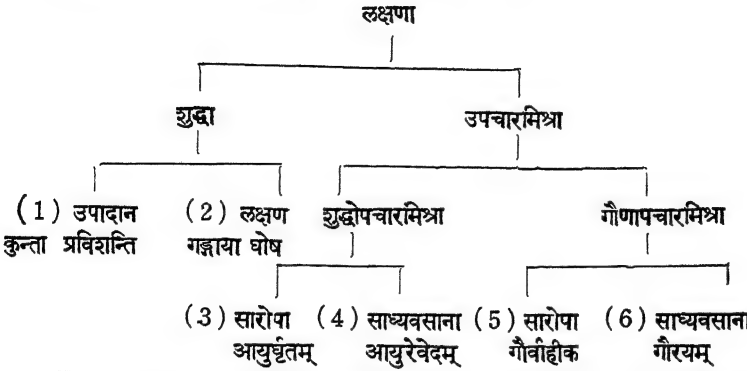 लक्षणा
शुद्धा उपचारमिश्रा
(1) उपादान (2) लक्षण शुद्धोपचारमिश्रा गौणापचारमिश्रा
कुन्ता प्रविशन्ति गङ्गाया घोष
(3) सारोपा (4) साध्यवसाना (5) सारोपा (6) साध्यवसाना
आयुर्घृतम् आयुरेवेदम् गौर्वाहीक गौरयम्